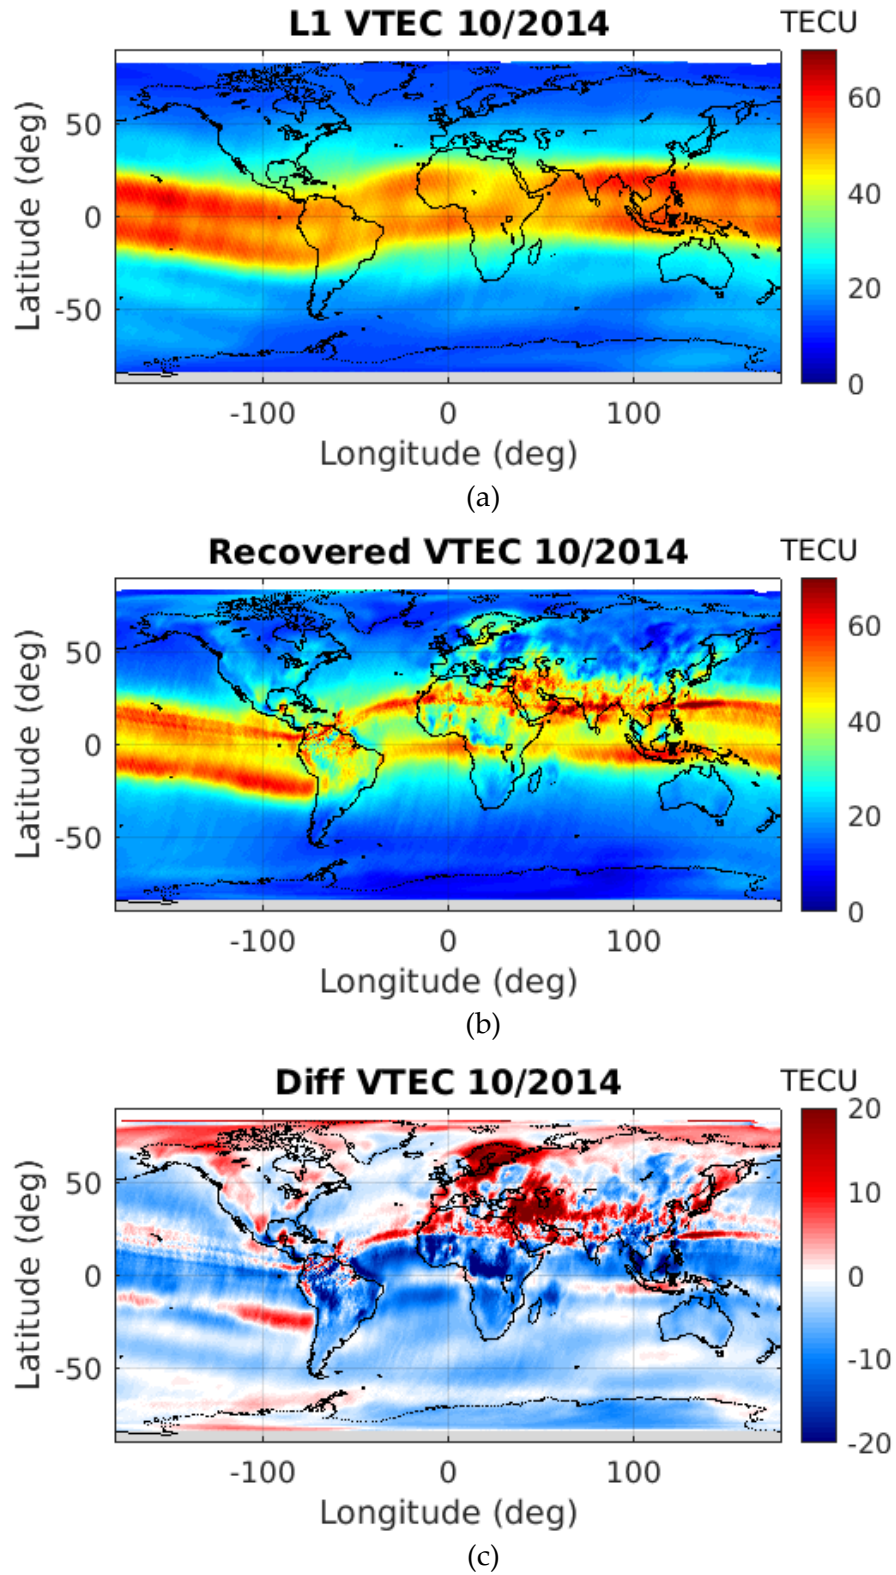 L1 VTEC 10/2014 TECU
Latitude (deg)
50
0
-50
60
40
20
0
-100 0 100
Longitude (deg)
(a)
Recovered VTEC 10/2014 TECU
Latitude (deg)
50
0
-50
60
40
20
0
-100 0 100
Longitude (deg)
(b)
Diff VTEC 10/2014 TECU
Latitude (deg)
50
0
-50
20
10
0
-10
-20
-100 0 100
Longitude (deg)
(c)